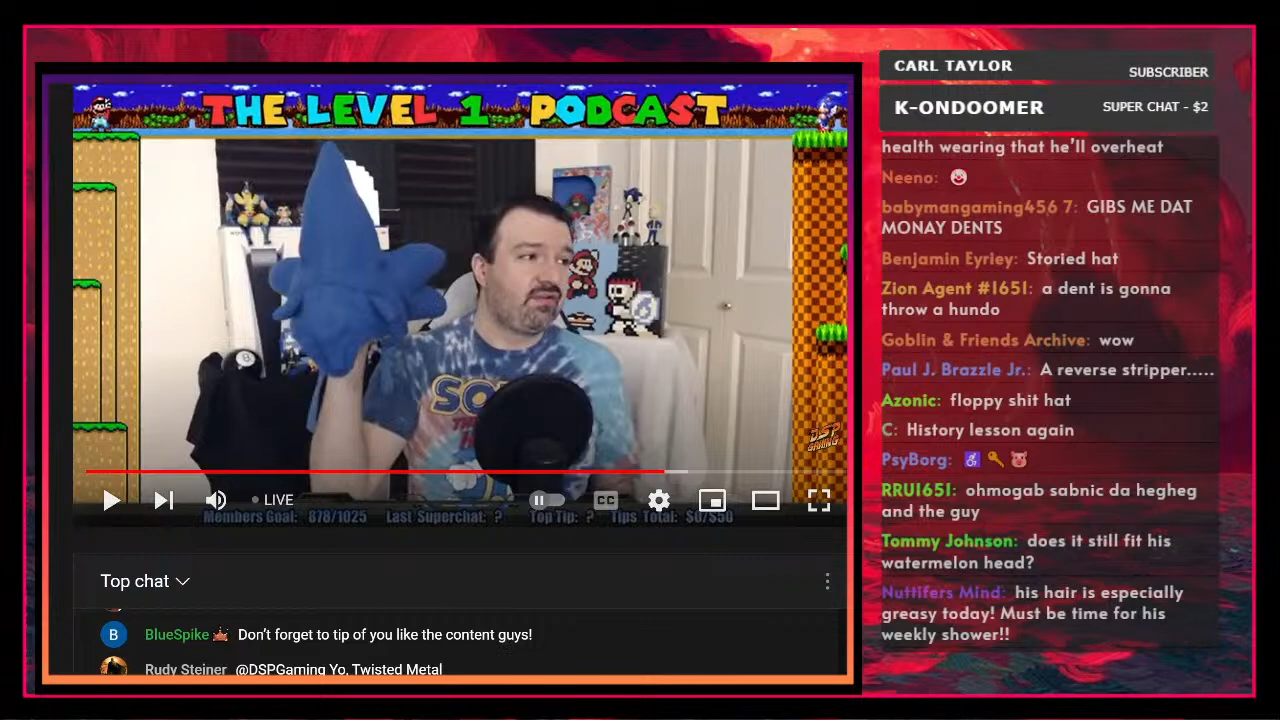 THE LEVEL 1 PODCAST
SO
DSP
GAMING
LIVE
CC
Members Goal: 878/1025 Last Superchat: ? Top Tip: ? Tips Total: $0/$50
Top chat
B BlueSpike Don't forget to tip of you like the content guys!
Rudy Steiner @DSPGaming Yo, Twisted Metal
CARL TAYLOR SUBSCRIBER
K-ONDOOMER SUPER CHAT - $2
health wearing that he'll overheat
Neeno:
babymangaming456 7: GIBS ME DAT
MONAY DENTS
Benjamin Eyriey: Storied hat
Zion Agent #1651: a dent is gonna
throw a hundo
Goblin & Friends Archive: wow
Paul J. Brazzle Jr.: A reverse stripper.....
Azonic: floppy shit hat
C: History lesson again
PsyBorg:
RRU1651: ohmogab sabnic da hegheg
and the guy
Tommy Johnson: does it still fit his
watermelon head?
Nuttifers Mind: his hair is especially
greasy today! Must be time for his
weekly shower!!